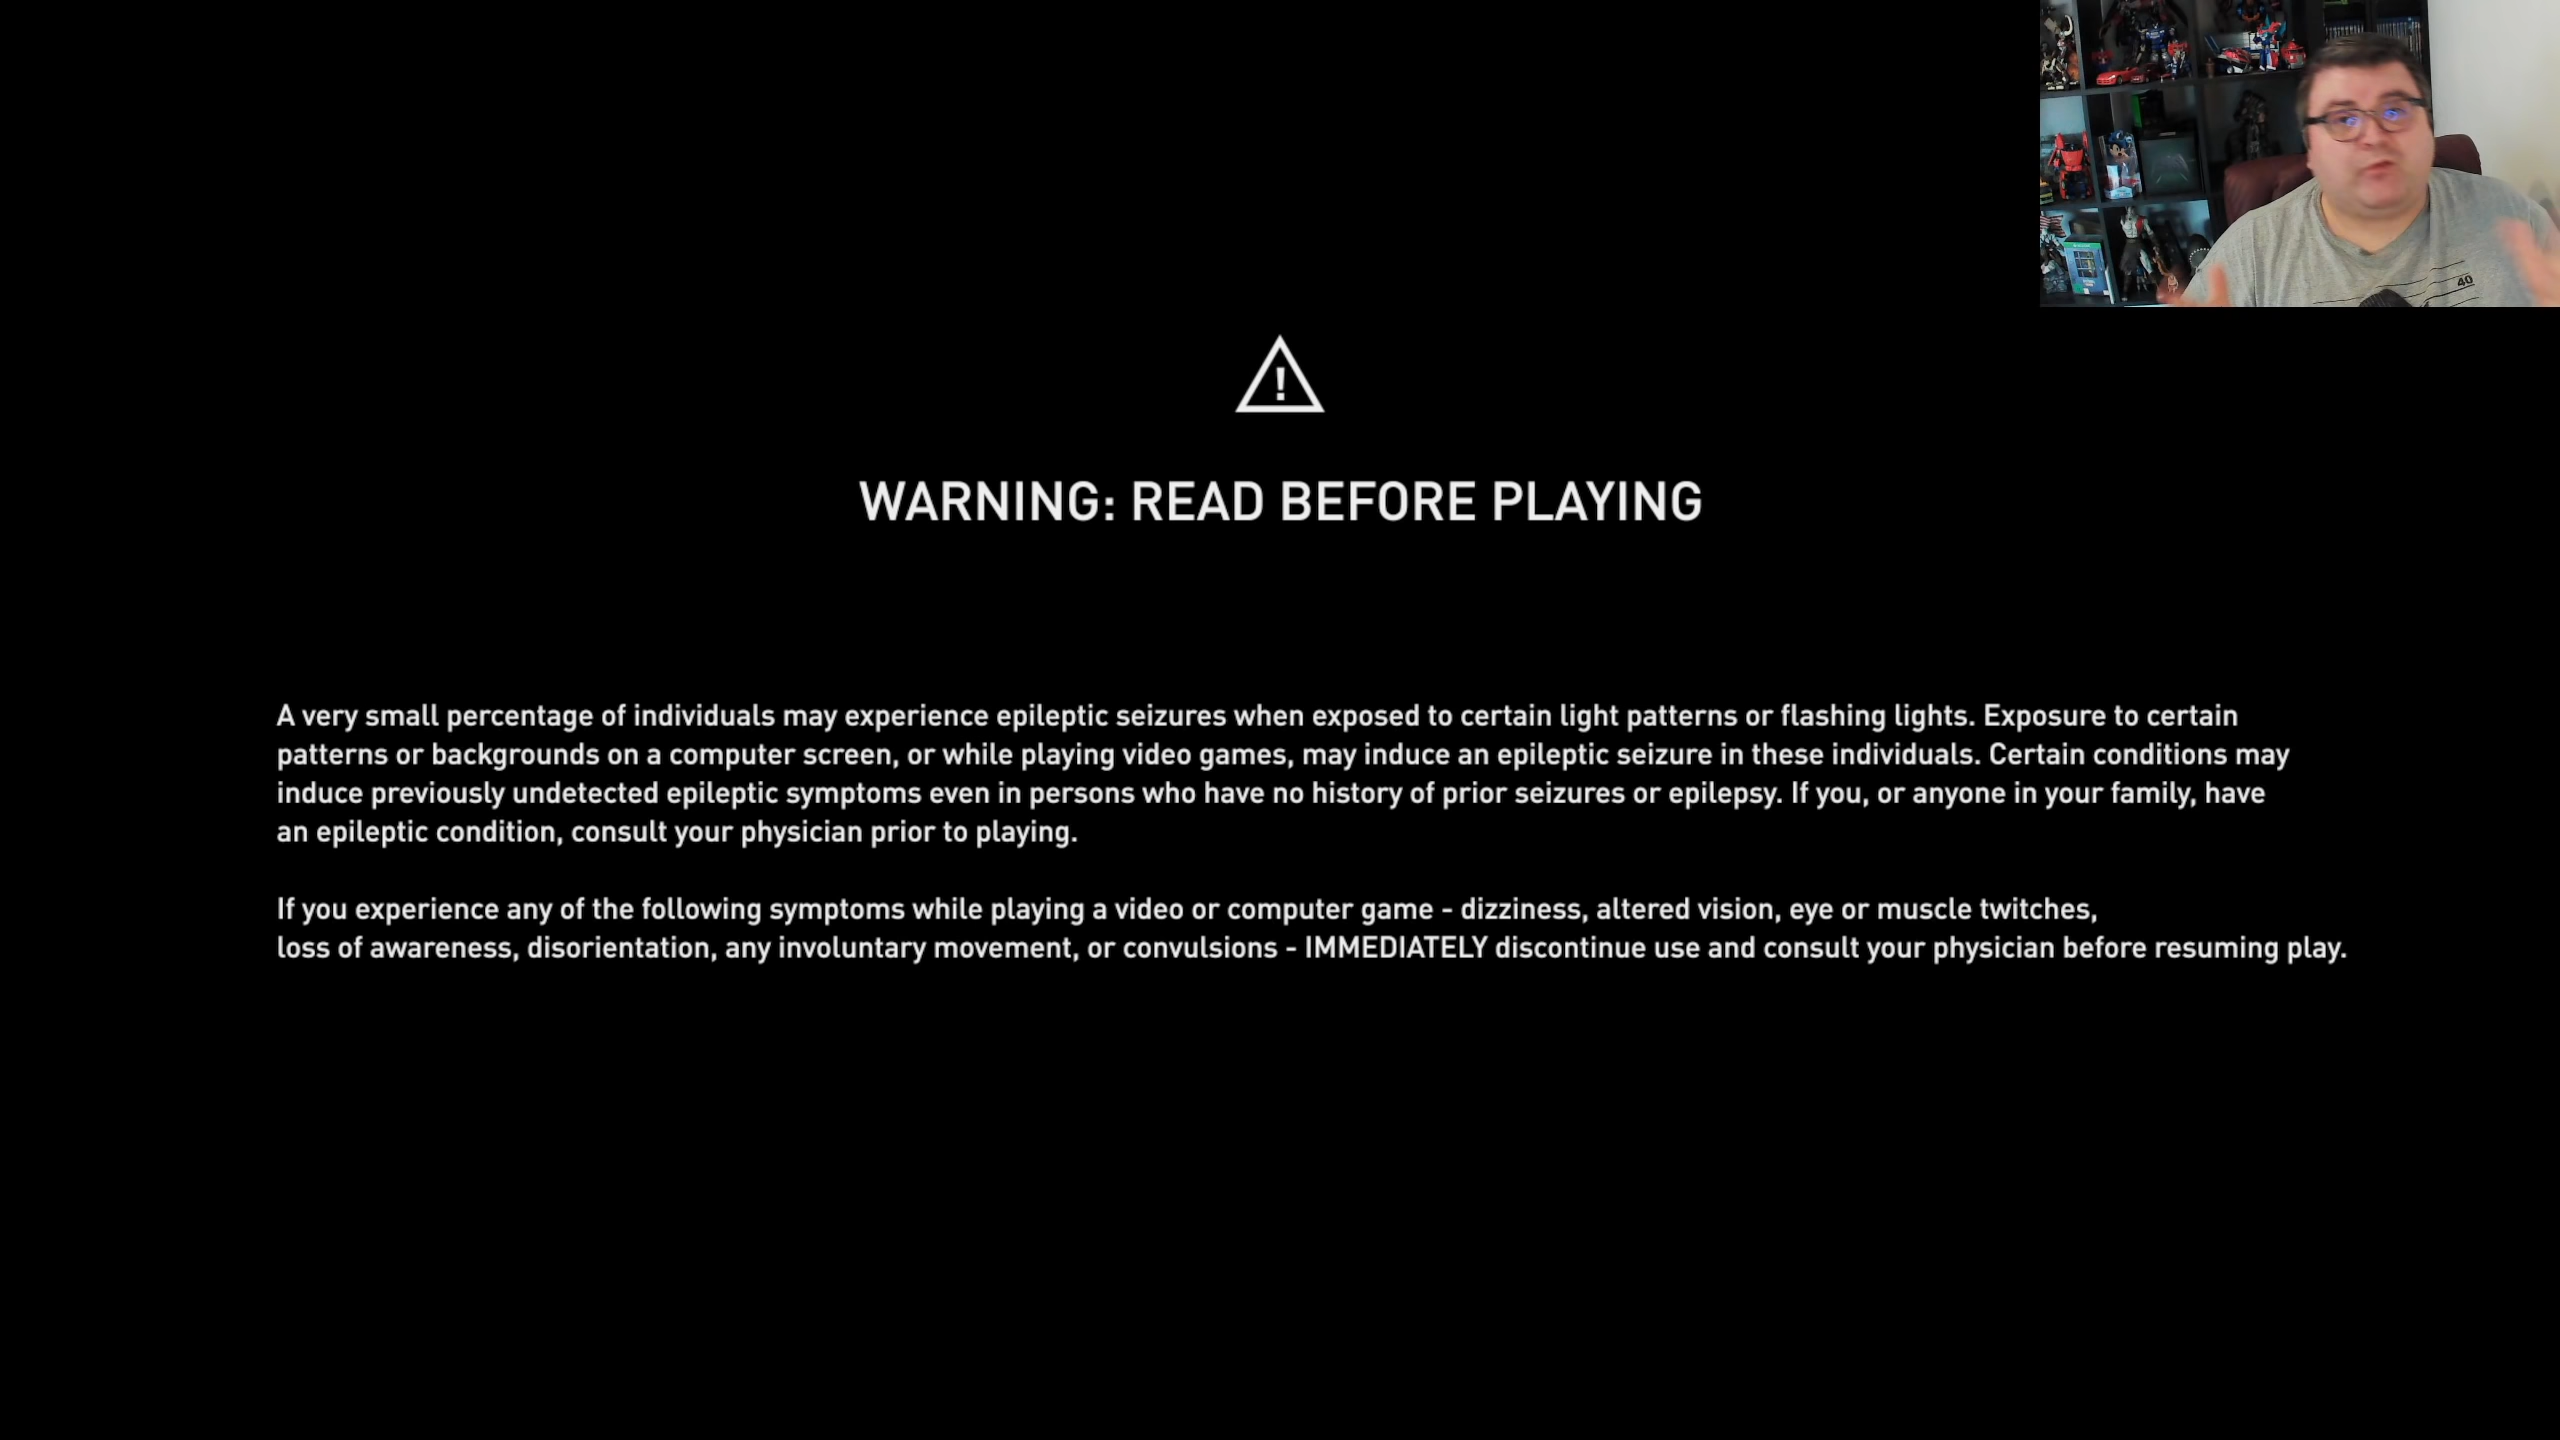 40
!
WARNING: READ BEFORE PLAYING
A very small percentage of individuals may experience epileptic seizures when exposed to certain light patterns or flashing lights. Exposure to certain
patterns or backgrounds on a computer screen, or while playing video games, may induce an epileptic seizure in these individuals. Certain conditions may
induce previously undetected epileptic symptoms even in persons who have no history of prior seizures or epilepsy. If you, or anyone in your family, have
an epileptic condition, consult your physician prior to playing.
If you experience any of the following symptoms while playing a video or computer game - dizziness, altered vision, eye or muscle twitches,
loss of awareness, disorientation, any involuntary movement, or convulsions - IMMEDIATELY discontinue use and consult your physician before resuming play.